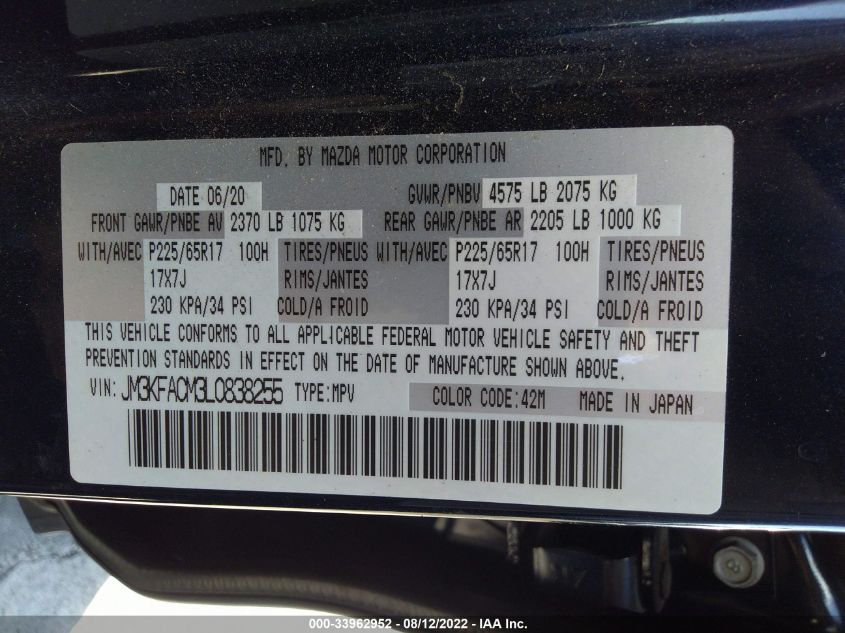 MFD. BY MAZDA MOTOR CORPORATION
DATE 06/20 GVWR/PNBV 4575 LB 2075 KG
FRONT GAWR/PNBE AV 2370 LB 1075 KG REAR GAWR/PNBE AR 2205 LB 1000 KG
WITH/AVEC P225/65R17 100H TIRES/PNEUS WITH/AVEC P225/65R17 100H TIRES/PNEUS
17X7J RIMS/JANTES 17X7J RIMS/JANTES
230 KPA/34 PSI COLD/A FROID 230 KPA/34 PSI COLD/A FROID
THIS VEHICLE CONFORMS TO ALL APPLICABLE FEDERAL MOTOR VEHICLE SAFETY AND THEFT
PREVENTION STANDARDS IN EFFECT ON THE DATE OF MANUFACTURE SHOWN ABOVE.
VIN: JM3KFACM3L0838255 TYPE:MPV COLOR CODE:42M MADE IN JAPAN
000-33962952 - 08/12/2022 - IAA Inc.